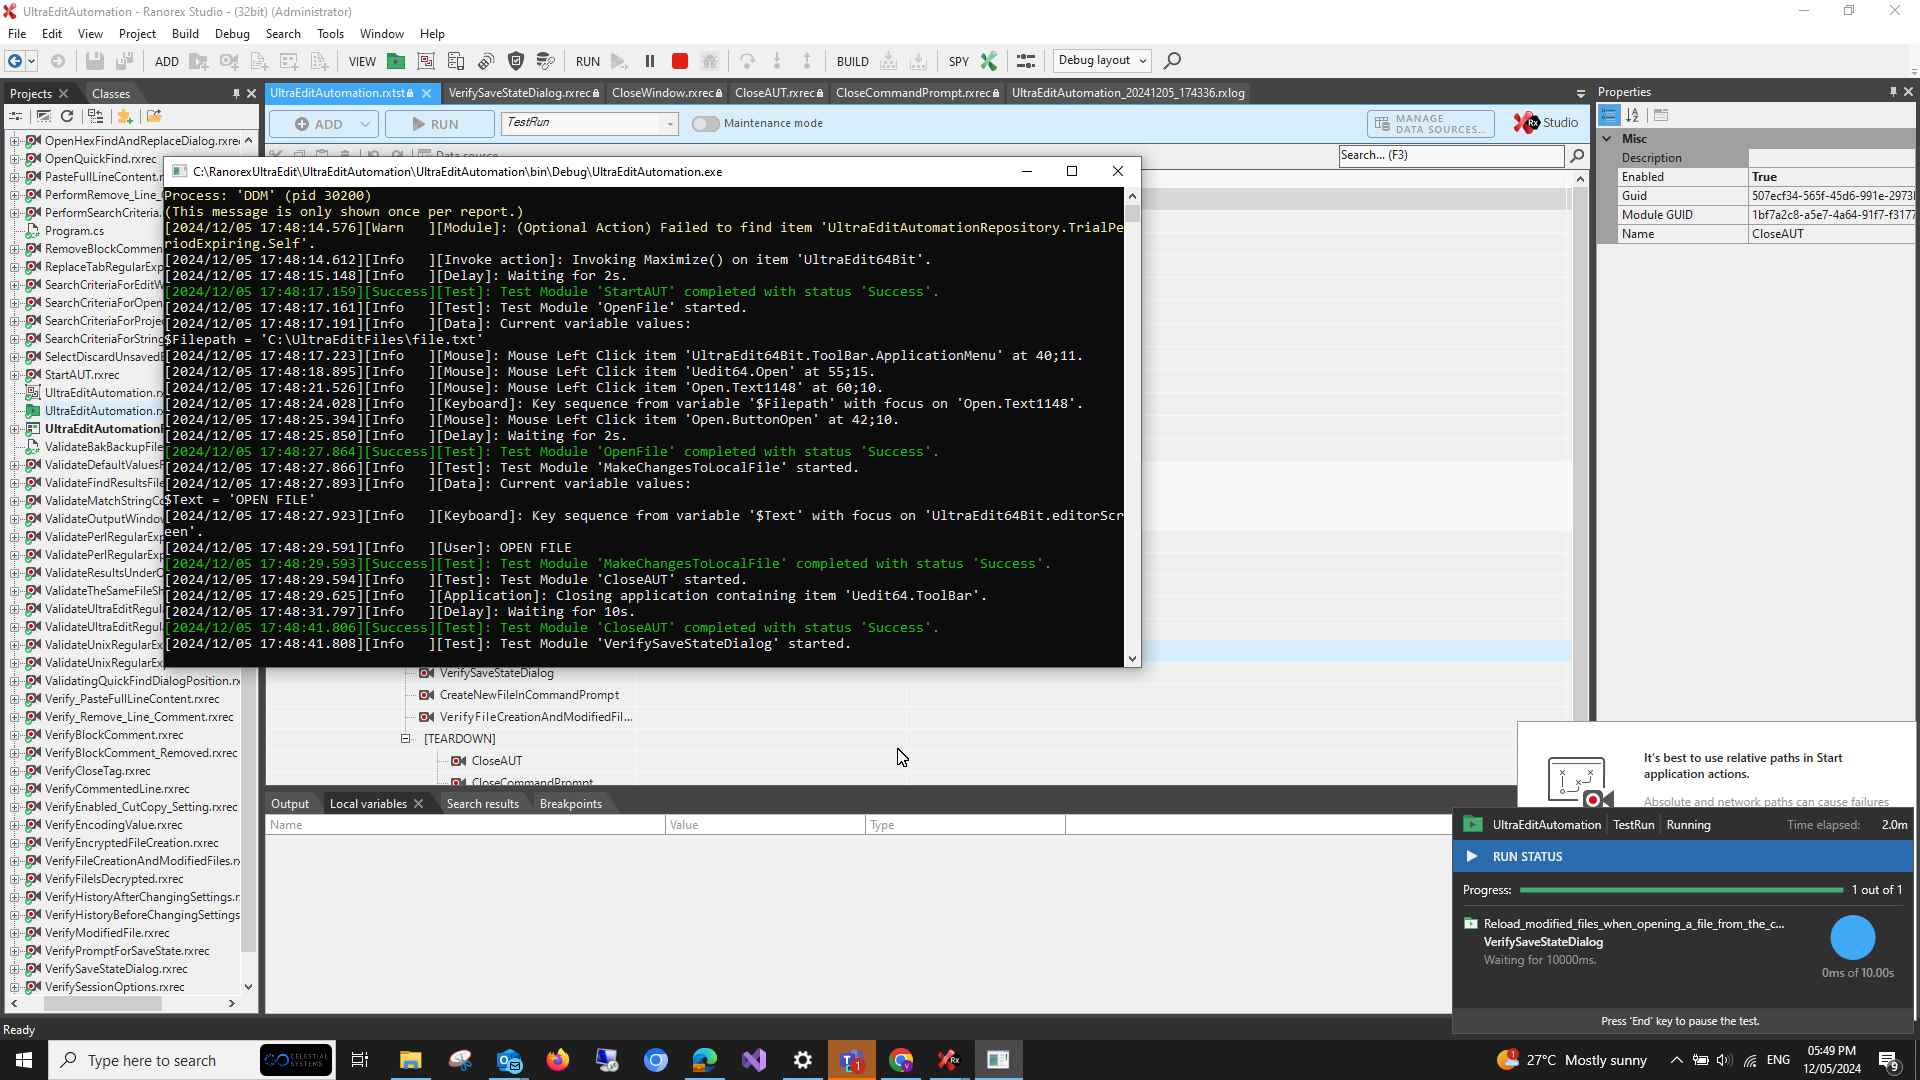 UltraEditAutomation - Ranorex Studio - (32bit) (Administrator)
File Edit View Project Build Debug Search Tools Window Help
ADD VIEW RUN BUILD SPY Debug layout
Projects Classes
UltraEditAutomation.rxtst VerifySaveStateDialog.rxrec CloseWindow.rxrec CloseAUT.rxrec CloseCommandPrompt.rxrec UltraEditAutomation_20241205_174336.rxlog
Properties
ADD RUN TestRun Maintenance mode
MANAGE
DATA SOURCES...
Rx Studio
Data source
Search... (F3)
Misc
Description
Enabled True
Guid 507ecf34-565f-45d6-991e-2973
Module GUID 1bf7a2c8-a5e7-4a64-91f7-f3177
Name CloseAUT
OpenHexFindAndReplaceDialog.rxrec
OpenQuickFind.rxrec
PasteFullLineContent.r
PerformRemove_Line_
PerformSearchCriteria.
Program.cs
RemoveBlockCommen
ReplaceTabRegularExp
SearchCriteriaForEditW
SearchCriteriaForOpen
SearchCriteriaForProje
SearchCriteriaForString
SelectDiscardUnsavedE
StartAUT.rxrec
UltraEditAutomation.rx
UltraEditAutomation.rx
UltraEditAutomation
ValidateBakBackupFile
ValidateDefaultValuesF
ValidateFindResultsFile
ValidateMatchStringCo
ValidateOutputWindow
ValidatePerlRegularExp
ValidatePerlRegularExp
ValidateResultsUnderO
ValidateTheSameFileSh
ValidateUltraEditRegul
ValidateUltraEditRegul
ValidateUnixRegularEx
ValidateUnixRegularEx
ValidatingQuickFindDialogPosition.rx
Verify_PasteFullLineContent.rxrec
Verify_Remove_Line_Comment.rxrec
VerifyBlockComment.rxrec
VerifyBlockComment_Removed.rxrec
VerifyCloseTag.rxrec
VerifyCommentedLine.rxrec
VerifyEnabled_CutCopy_Setting.rxrec
VerifyEncodingValue.rxrec
VerifyEncryptedFileCreation.rxrec
VerifyFileCreationAndModifiedFiles.rx
VerifyFileIsDecrypted.rxrec
VerifyHistoryAfterChangingSettings.r
VerifyHistoryBeforeChangingSettings
VerifyModifiedFile.rxrec
VerifyPromptForSaveState.rxrec
VerifySaveStateDialog.rxrec
VerifySessionOptions.rxrec
C:\RanorexUltraEdit\UltraEditAutomation\UltraEditAutomation\bin\Debug\UltraEditAutomation.exe
Process: 'DDM' (pid 30200)
(This message is only shown once per report.)
[2024/12/05 17:48:14.576][Warn   ][Module]: (Optional Action) Failed to find item 'UltraEditAutomationRepository.TrialPe
riodExpiring.Self'.
[2024/12/05 17:48:14.612][Info   ][Invoke action]: Invoking Maximize() on item 'UltraEdit64Bit'.
[2024/12/05 17:48:15.148][Info   ][Delay]: Waiting for 2s.
[2024/12/05 17:48:17.159][Success][Test]: Test Module 'StartAUT' completed with status 'Success'.
[2024/12/05 17:48:17.161][Info   ][Test]: Test Module 'OpenFile' started.
[2024/12/05 17:48:17.191][Info   ][Data]: Current variable values:
$Filepath = 'C:\UltraEditFiles\file.txt'
[2024/12/05 17:48:17.223][Info   ][Mouse]: Mouse Left Click item 'UltraEdit64Bit.ToolBar.ApplicationMenu' at 40;11.
[2024/12/05 17:48:18.895][Info   ][Mouse]: Mouse Left Click item 'Uedit64.Open' at 55;15.
[2024/12/05 17:48:21.526][Info   ][Mouse]: Mouse Left Click item 'Open.Text1148' at 60;10.
[2024/12/05 17:48:24.028][Info   ][Keyboard]: Key sequence from variable '$Filepath' with focus on 'Open.Text1148'.
[2024/12/05 17:48:25.394][Info   ][Mouse]: Mouse Left Click item 'Open.ButtonOpen' at 42;10.
[2024/12/05 17:48:25.850][Info   ][Delay]: Waiting for 2s.
[2024/12/05 17:48:27.864][Success][Test]: Test Module 'OpenFile' completed with status 'Success'.
[2024/12/05 17:48:27.866][Info   ][Test]: Test Module 'MakeChangesToLocalFile' started.
[2024/12/05 17:48:27.893][Info   ][Data]: Current variable values:
$Text = 'OPEN FILE'
[2024/12/05 17:48:27.923][Info   ][Keyboard]: Key sequence from variable '$Text' with focus on 'UltraEdit64Bit.editorScr
een'.
[2024/12/05 17:48:29.591][Info   ][User]: OPEN FILE
[2024/12/05 17:48:29.593][Success][Test]: Test Module 'MakeChangesToLocalFile' completed with status 'Success'.
[2024/12/05 17:48:29.594][Info   ][Test]: Test Module 'CloseAUT' started.
[2024/12/05 17:48:29.625][Info   ][Application]: Closing application containing item 'Uedit64.ToolBar'.
[2024/12/05 17:48:31.797][Info   ][Delay]: Waiting for 10s.
[2024/12/05 17:48:41.806][Success][Test]: Test Module 'CloseAUT' completed with status 'Success'.
[2024/12/05 17:48:41.808][Info   ][Test]: Test Module 'VerifySaveStateDialog' started.
VerifySaveStateDialog
CreateNewFileInCommandPrompt
VerifyFileCreationAndModifiedFil...
[TEARDOWN]
CloseAUT
CloseCommandPrompt
Output Local variables Search results Breakpoints
Name Value Type
It's best to use relative paths in Start
application actions.
Absolute and network paths can cause failures
UltraEditAutomation TestRun Running Time elapsed: 2.0m
RUN STATUS
Progress: 1 out of 1
Reload_modified_files_when_opening_a_file_from_the_c...
VerifySaveStateDialog
Waiting for 10000ms.
0ms of 10.00s
Press 'End' key to pause the test.
Ready
Type here to search
CELESTIAL
SYSTEMS
27°C Mostly sunny
ENG
05:49 PM
12/05/2024
9